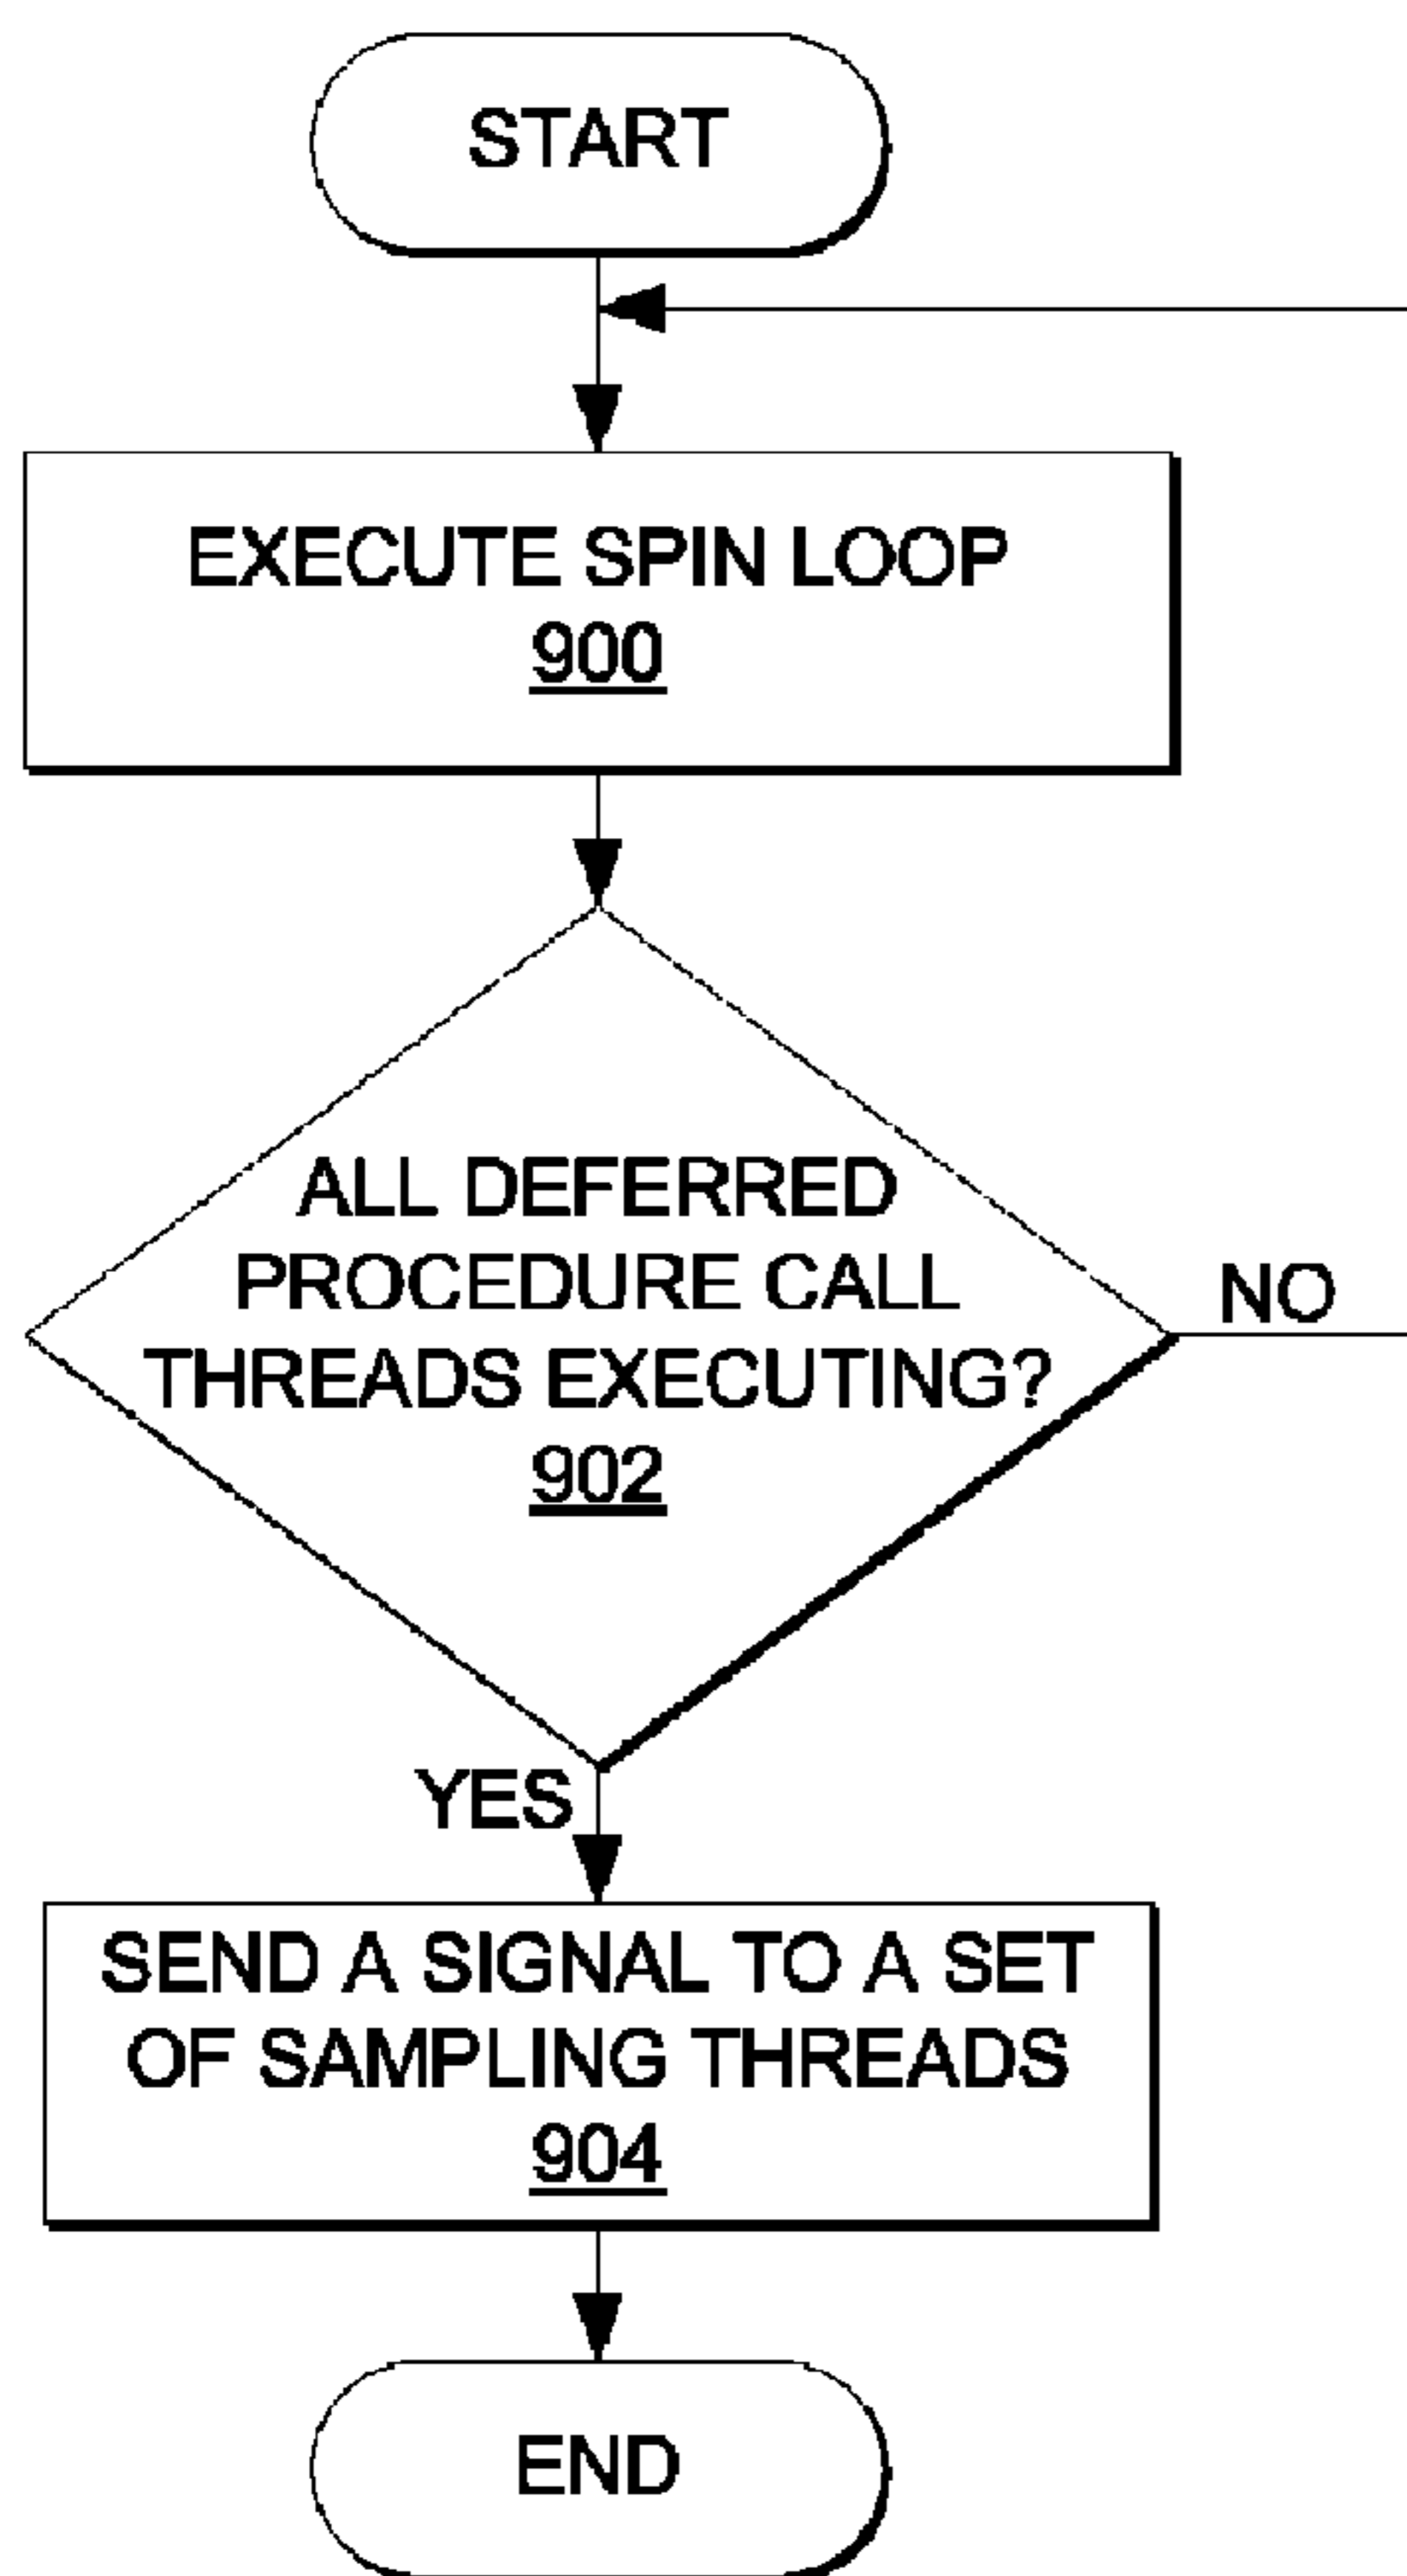 START
EXECUTE SPIN LOOP
900
ALL DEFERRED
PROCEDURE CALL
THREADS EXECUTING?
902
NO
YES
SEND A SIGNAL TO A SET
OF SAMPLING THREADS
904
END